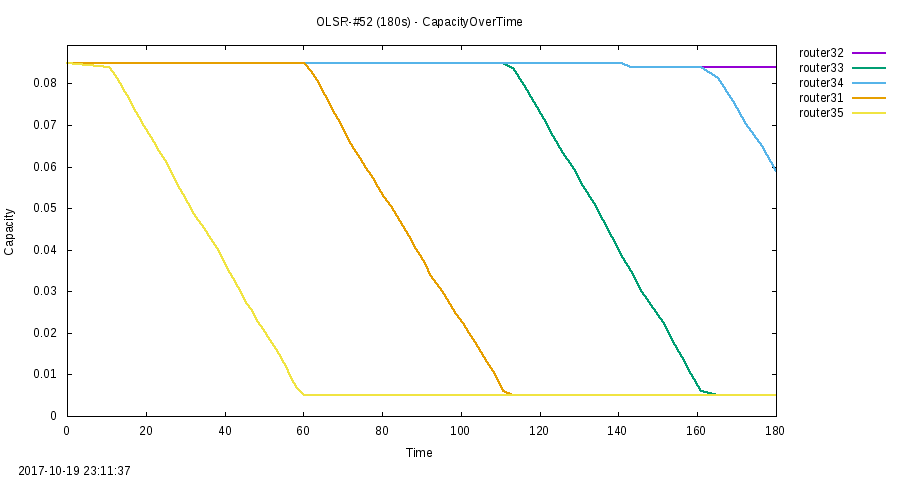 OLSR-#52 (180s) - CapacityOverTime
router32
router33
router34
router31
router35
Capacity
0.08
0.07
0.06
0.05
0.04
0.03
0.02
0.01
0
0 20 40 60 80 100 120 140 160 180
Time
2017-10-19 23:11:37